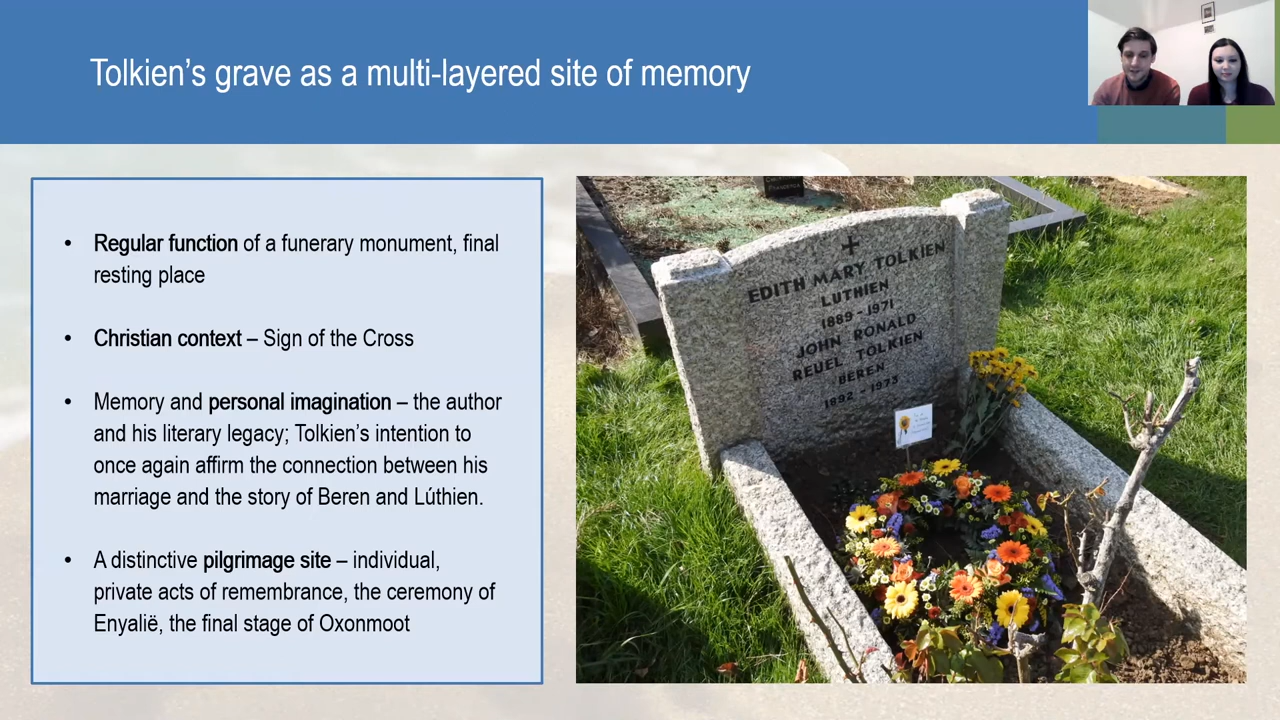 Tolkien’s grave as a multi-layered site of memory
• Regular function of a funerary monument, final
resting place
• Christian context – Sign of the Cross
• Memory and personal imagination – the author
and his literary legacy; Tolkien’s intention to
once again affirm the connection between his
marriage and the story of Beren and Lúthien.
• A distinctive pilgrimage site – individual,
private acts of remembrance, the ceremony of
Enyalië, the final stage of Oxonmoot
EDITH MARY TOLKIEN
LUTHIEN
1889 - 1971
JOHN RONALD
REUEL TOLKIEN
BEREN
1892 - 1973